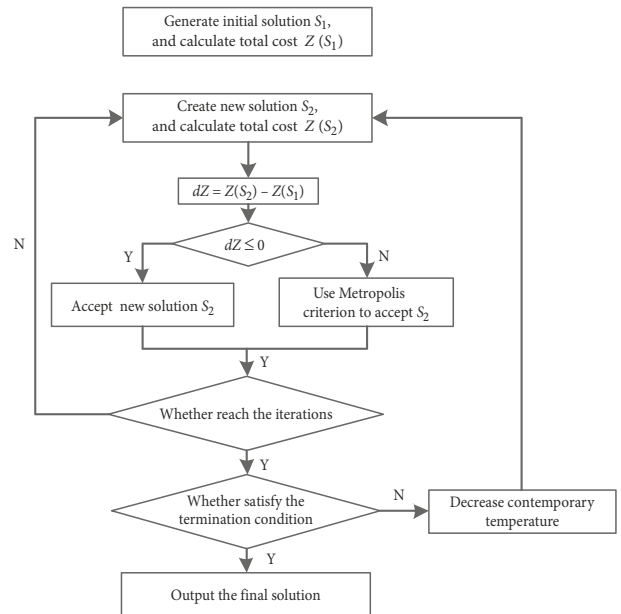 Generate initial solution S₁,
and calculate total cost Z (S₁)
Create new solution S₂,
and calculate total cost Z (S₂)
dZ = Z(S₂) – Z(S₁)
N
dZ ≤ 0
Y
N
Accept new solution S₂
Use Metropolis
criterion to accept S₂
Y
Whether reach the iterations
Y
Whether satisfy the
termination condition
N
Decrease contemporary
temperature
Y
Output the final solution